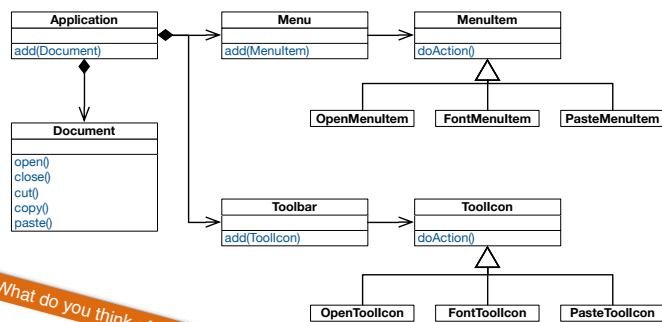 Application
add(Document)
Menu
add(MenuItem)
MenuItem
doAction()
OpenMenuItem
FontMenuItem
PasteMenuItem
Document
open()
close()
cut()
copy()
paste()
Toolbar
add(ToolIcon)
ToolIcon
doAction()
OpenToolIcon
FontToolIcon
PasteToolIcon
What do you think